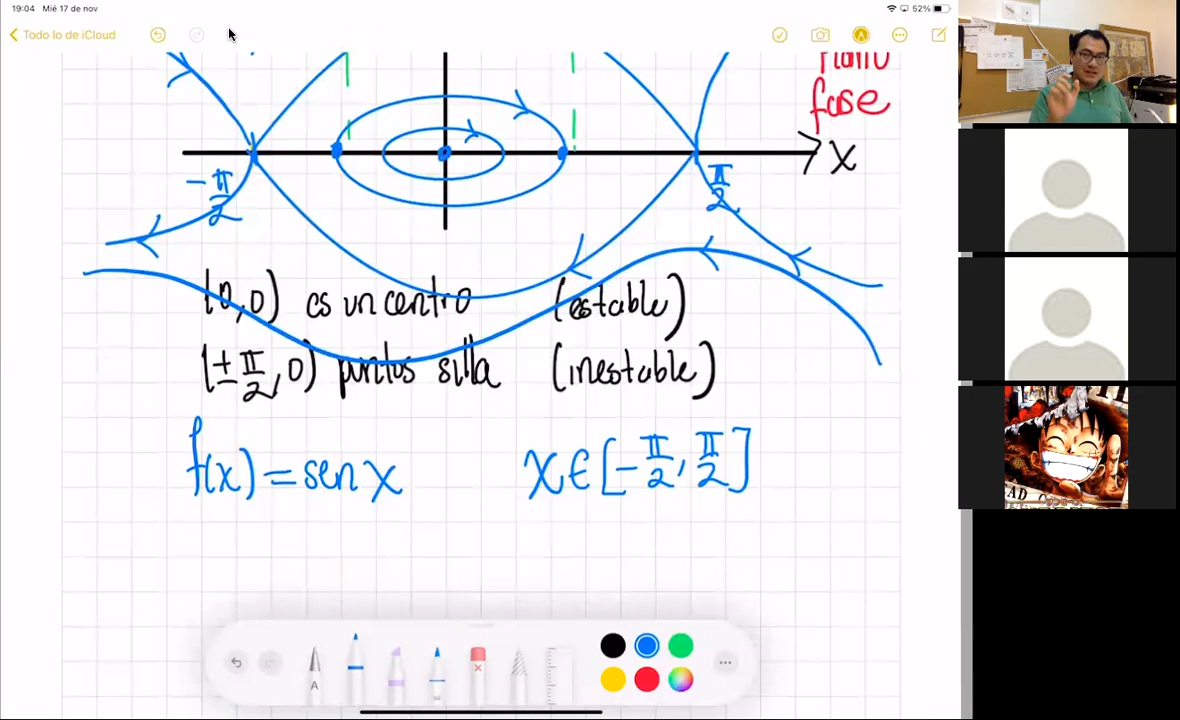 19:04 Mié 17 de nov
52%
Todo lo de iCloud
fase
X
-π/2
π/2
(0,0) es un centro (estable)
(±π/2, 0) puntos silla (inestable)
f(x) = sen x x∈[-π/2, π/2]
A